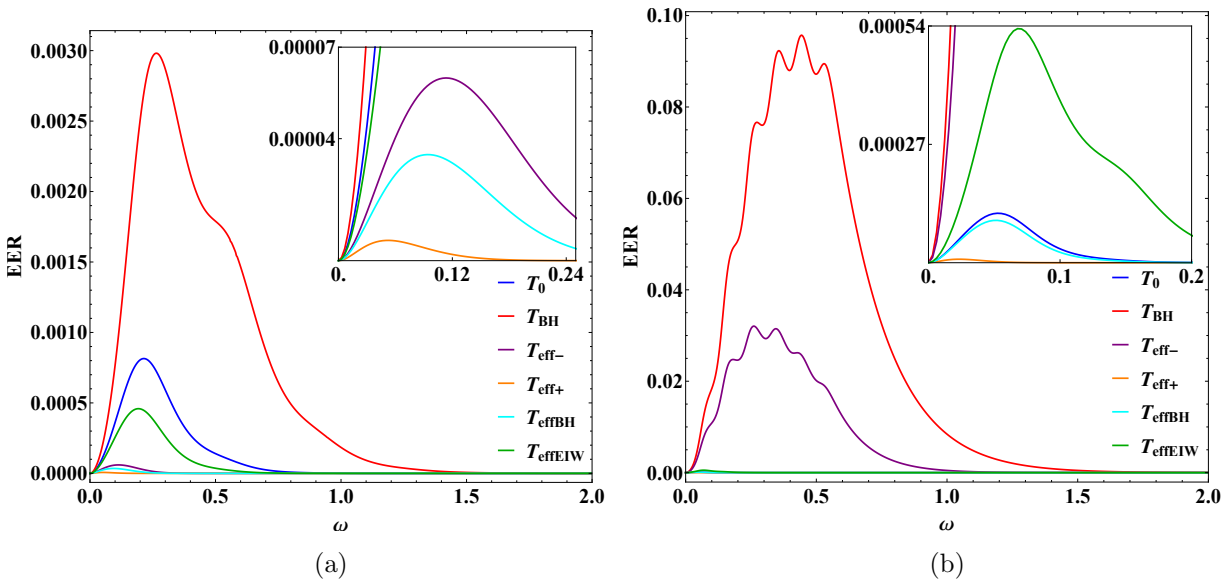 0.0030
0.0025
0.0020
0.0015
0.0010
0.0005
0.0000
EER
0.0
0.5
1.0
1.5
2.0
ω
0.00007
0.00004
0.
0.12
0.24
T0
TBH
Teff−
Teff+
TeffBH
TeffEIW
(a)
0.10
0.08
0.06
0.04
0.02
0.00
EER
0.0
0.5
1.0
1.5
2.0
ω
0.00054
0.00027
0.
0.1
0.2
T0
TBH
Teff−
Teff+
TeffBH
TeffEIW
(b)